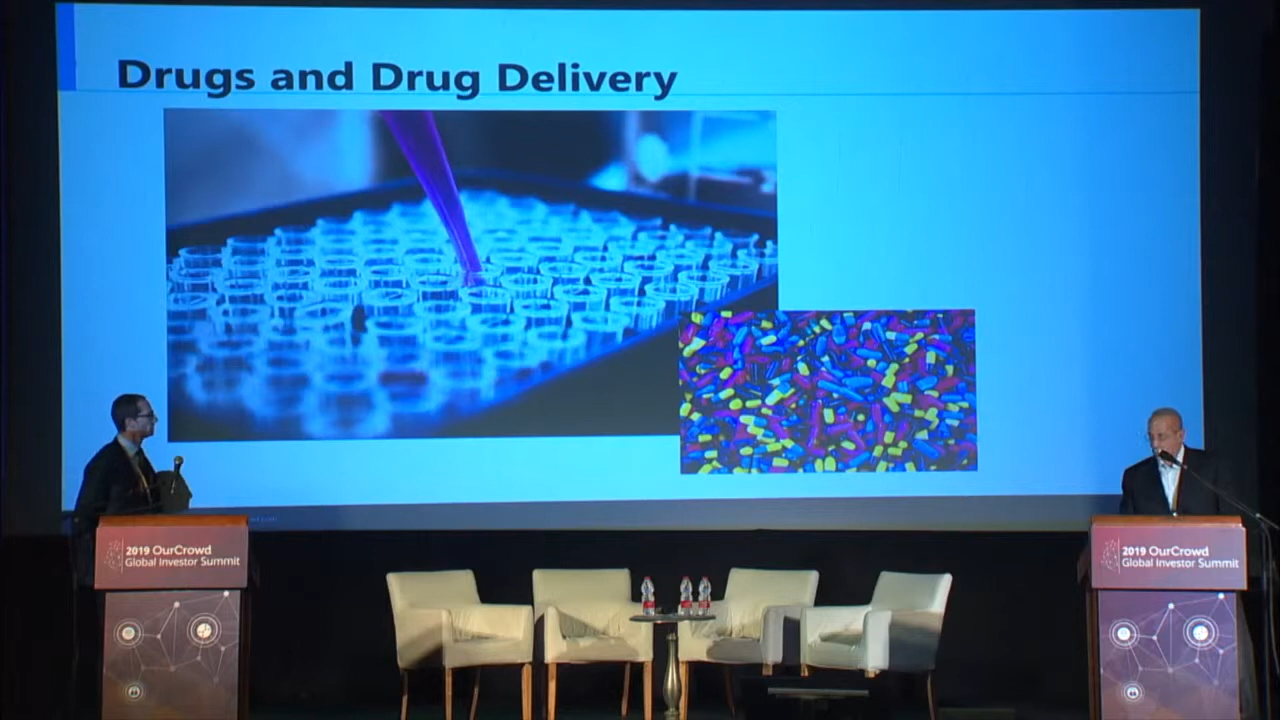 Drugs and Drug Delivery
2019 OurCrowd
Global Investor Summit
2019 OurCrowd
Global Investor Summit